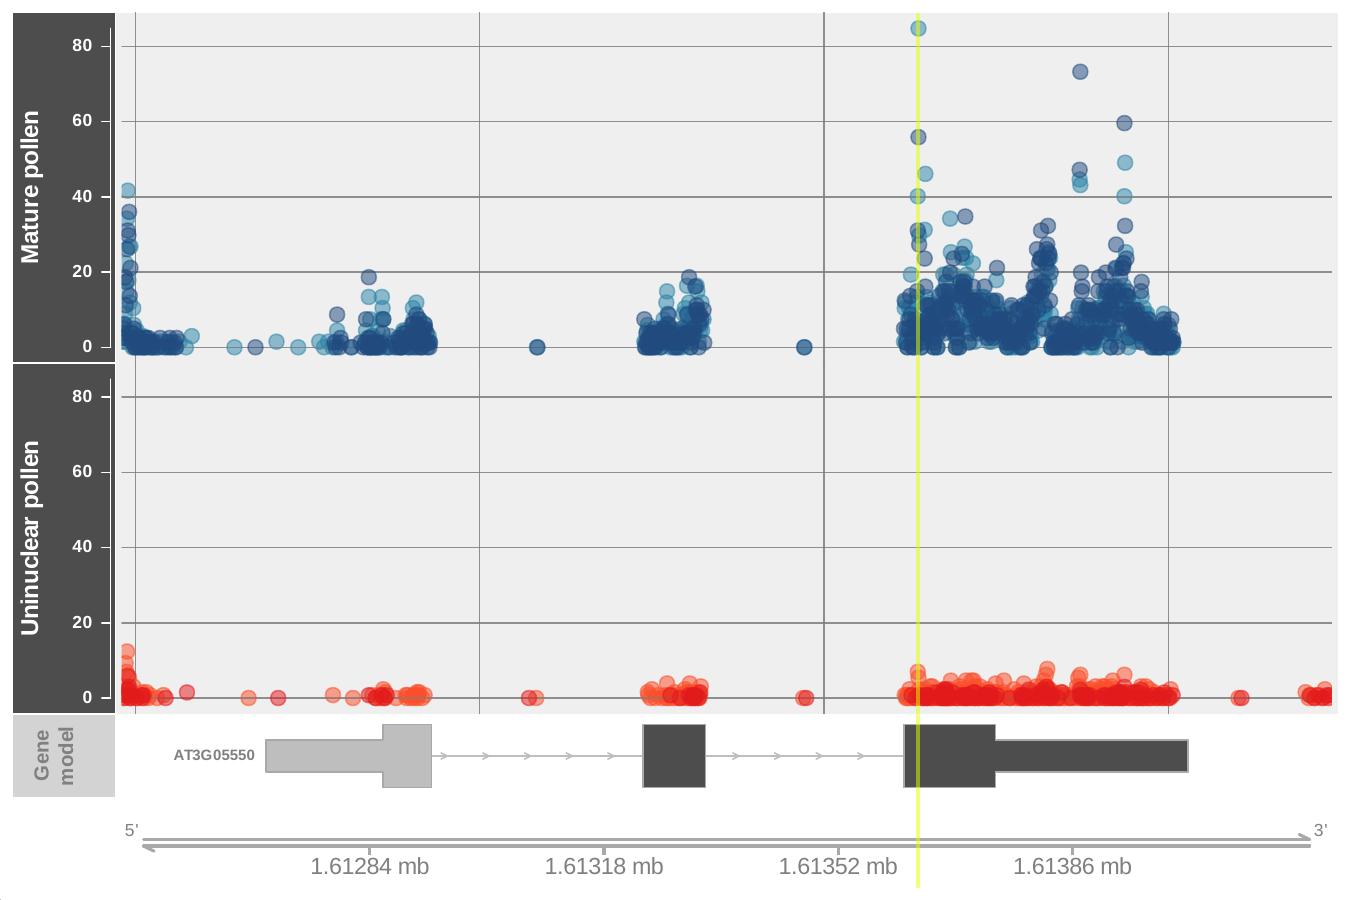 80
60
40
20
0
Mature pollen
80
60
40
20
0
Uninuclear pollen
Gene
model
AT3G05550
5'
3'
1.61284 mb
1.61318 mb
1.61352 mb
1.61386 mb